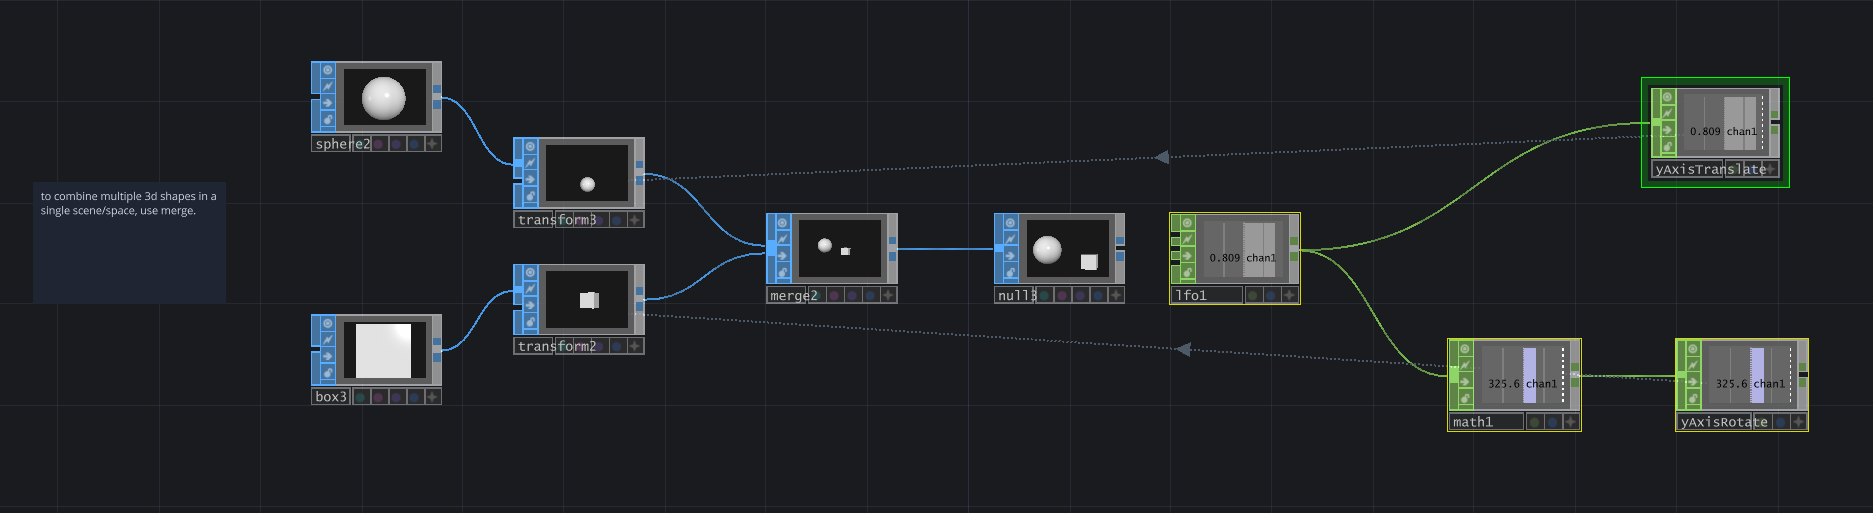 sphere2
to combine multiple 3d shapes in a
single scene/space, use merge.
box3
transform3
transform2
merge2
null3
0.809 chan1
lfo1
0.809 chan1
yAxisTranslate
325.6 chan1
math1
325.6 chan1
yAxisRotate